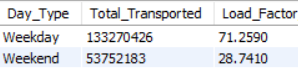 Day_Type Total_Transported Load_Factor
Weekday 133270426 71.2590
Weekend 53752183 28.7410